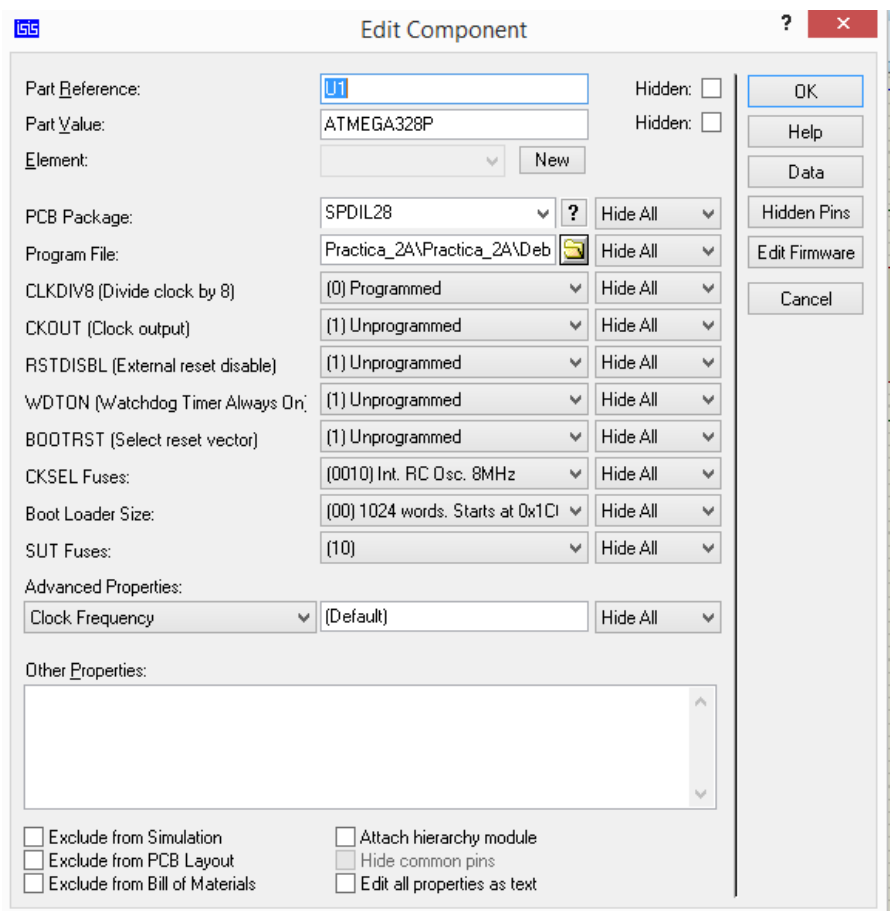 isis Edit Component ? ×
Part Reference: U1 Hidden:
Part Value: ATMEGA328P Hidden:
Element: New
PCB Package: SPDIL28 ? Hide All
Program File: Practica_2A\Practica_2A\Deb Hide All
CLKDIV8 (Divide clock by 8) (0) Programmed Hide All
CKOUT (Clock output) (1) Unprogrammed Hide All
RSTDISBL (External reset disable) (1) Unprogrammed Hide All
WDTON (Watchdog Timer Always On) (1) Unprogrammed Hide All
BOOTRST (Select reset vector) (1) Unprogrammed Hide All
CKSEL Fuses: (0010) Int. RC Osc. 8MHz Hide All
Boot Loader Size: (00) 1024 words. Starts at 0x1C Hide All
SUT Fuses: (10) Hide All
Advanced Properties:
Clock Frequency (Default) Hide All
Other Properties:
Exclude from Simulation Attach hierarchy module
Exclude from PCB Layout Hide common pins
Exclude from Bill of Materials Edit all properties as text
OK
Help
Data
Hidden Pins
Edit Firmware
Cancel